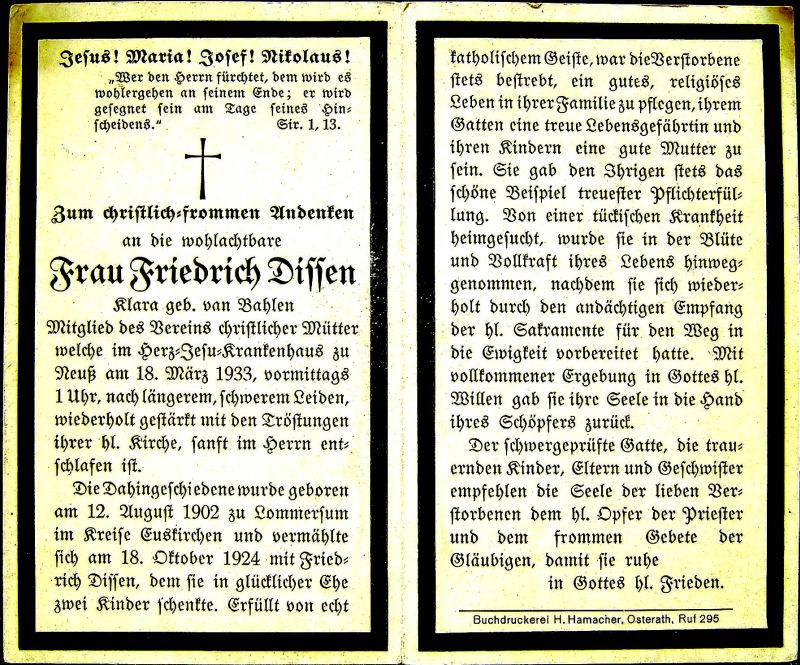 Jesus! Maria! Josef! Nikolaus!
„Wer den Herrn fürchtet, dem wird es
wohlergehen an seinem Ende; er wird
gesegnet sein am Tage seines Hin-
scheidens.“ Sir. 1, 13.
Zum christlich-frommen Andenken
an die wohlachtbare
Frau Friedrich Dissen
Klara geb. van Bahlen
Mitglied des Vereins christlicher Mütter
welche im Herz-Jesu-Krankenhaus zu
Neuß am 18. März 1933, vormittags
1 Uhr, nach längerem, schwerem Leiden,
wiederholt gestärkt mit den Tröstungen
ihrer hl. Kirche, sanft im Herrn ent-
schlafen ist.
Die Dahingeschiedene wurde geboren
am 12. August 1902 zu Lommersum
im Kreise Euskirchen und vermählte
sich am 18. Oktober 1924 mit Fried-
rich Dissen, dem sie in glücklicher Ehe
zwei Kinder schenkte. Erfüllt von echt
katholischem Geiste, war die Verstorbene
stets bestrebt, ein gutes, religiöses
Leben in ihrer Familie zu pflegen, ihrem
Gatten eine treue Lebensgefährtin und
ihren Kindern eine gute Mutter zu
sein. Sie gab den Ihrigen stets das
schöne Beispiel treuester Pflichterfül-
lung. Von einer tückischen Krankheit
heimgesucht, wurde sie in der Blüte
und Vollkraft ihres Lebens hinweg-
genommen, nachdem sie sich wieder-
holt durch den andächtigen Empfang
der hl. Sakramente für den Weg in
die Ewigkeit vorbereitet hatte. Mit
vollkommener Ergebung in Gottes hl.
Willen gab sie ihre Seele in die Hand
ihres Schöpfers zurück.
Der schwergeprüfte Gatte, die trau-
ernden Kinder, Eltern und Geschwister
empfehlen die Seele der lieben Ver-
storbenen dem hl. Opfer der Priester
und dem frommen Gebete der
Gläubigen, damit sie ruhe
in Gottes hl. Frieden.
Buchdruckerei H. Hamacher, Osterath, Ruf 295